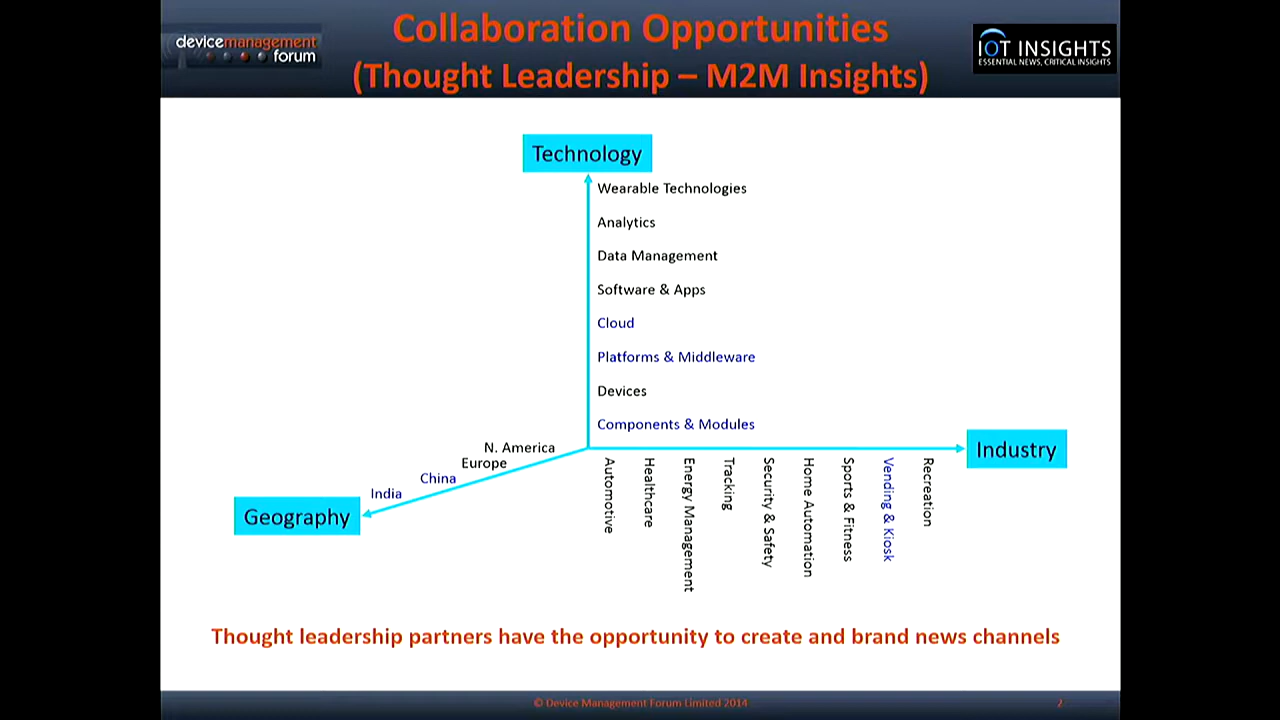 devicemanagement
forum
Collaboration Opportunities
(Thought Leadership – M2M Insights)
IOT INSIGHTS
ESSENTIAL NEWS, CRITICAL INSIGHTS
Technology
Wearable Technologies
Analytics
Data Management
Software & Apps
Cloud
Platforms & Middleware
Devices
Components & Modules
N. America
Europe
China
India
Geography
Industry
Automotive
Healthcare
Energy Management
Tracking
Security & Safety
Home Automation
Sports & Fitness
Vending & Kiosk
Recreation
Thought leadership partners have the opportunity to create and brand news channels
© Device Management Forum Limited 2014
2